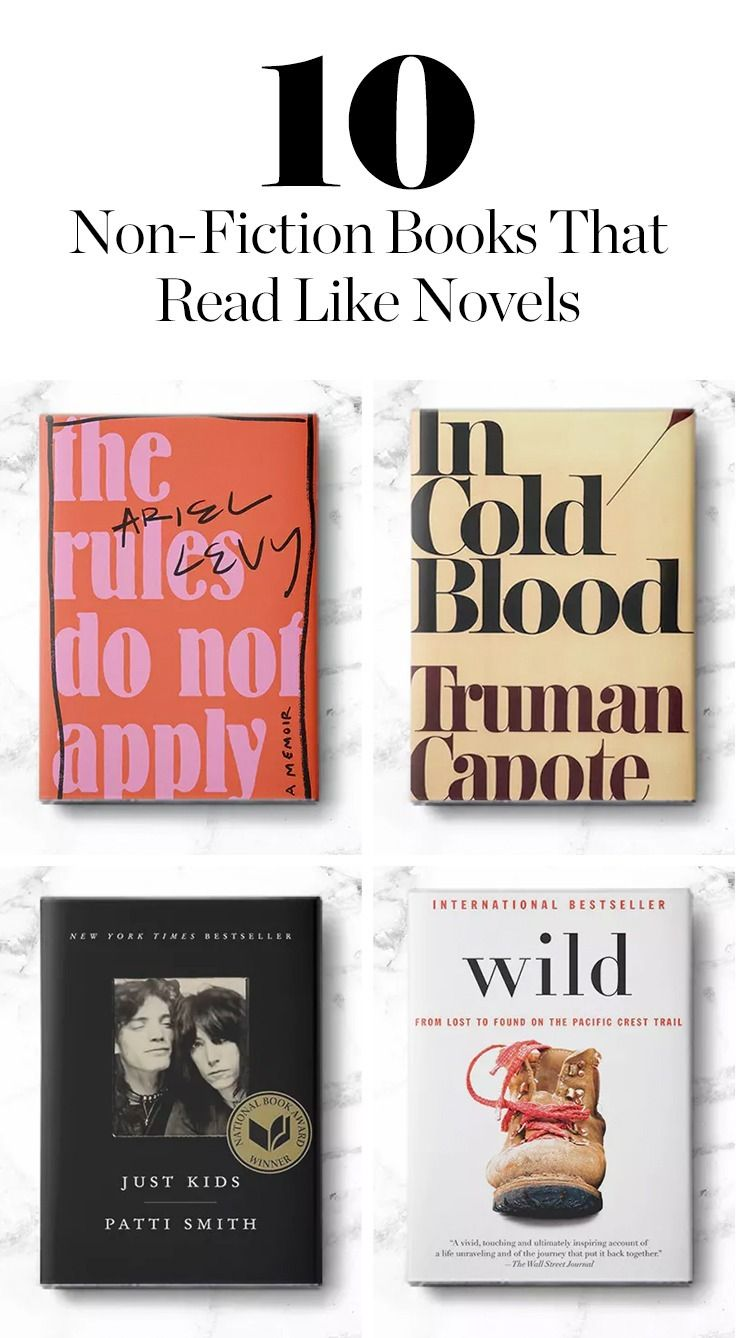 10
Non-Fiction Books That
Read Like Novels
the
ARIEL
rules
LEVY
do not
apply
A MEMOIR
In
Cold
Blood
Truman
Capote
NEW YORK TIMES BESTSELLER
NATIONAL BOOK AWARD
WINNER
JUST KIDS
PATTI SMITH
INTERNATIONAL BESTSELLER
wild
FROM LOST TO FOUND ON THE PACIFIC CREST TRAIL
“A vivid, touching and ultimately inspiring account of
a life unraveling and of the journey that put it back together.”
—The Wall Street Journal